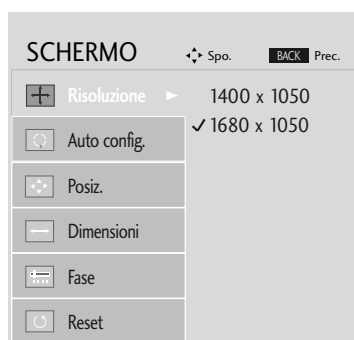 SCHERMO Spo. BACK Prec.
Risoluzione 1400 x 1050
✓ 1680 x 1050
Auto config.
Posiz.
Dimensioni
Fase
Reset